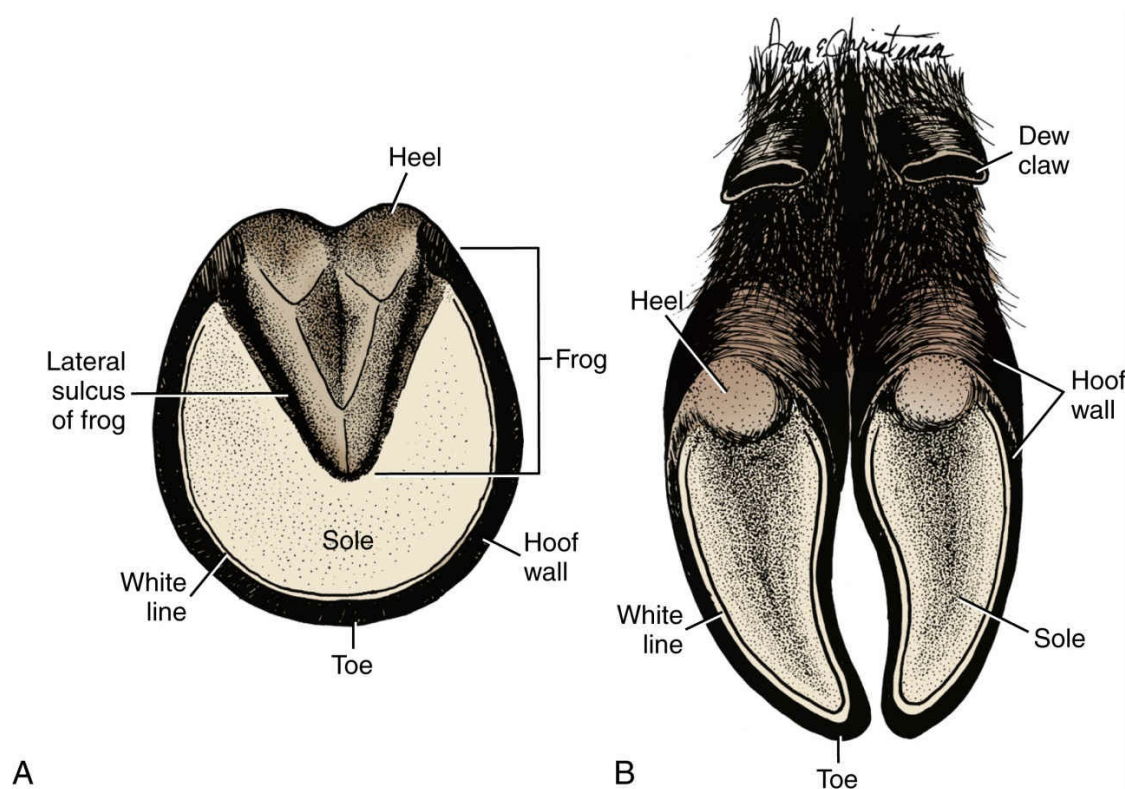 Heel
Lateral
sulcus
of frog
Frog
Sole
White
line
Hoof
wall
Toe
A
Dew
claw
Heel
Hoof
wall
White
line
Sole
Toe
B